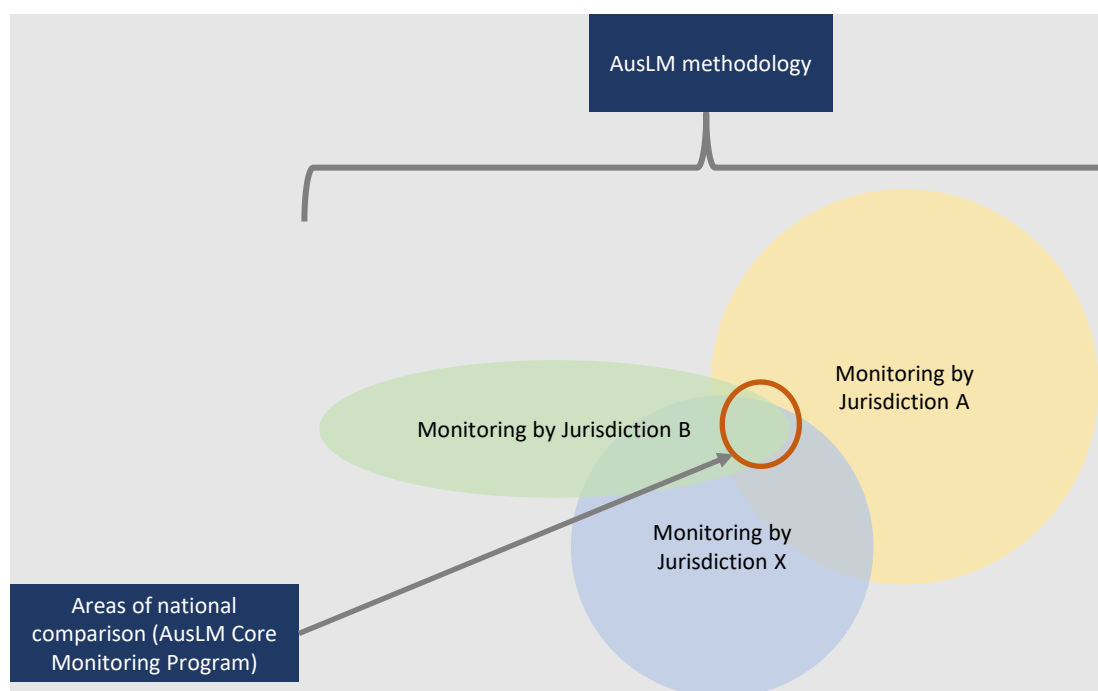 AusLM methodology
Monitoring by
Jurisdiction A
Monitoring by Jurisdiction B
Monitoring by
Jurisdiction X
Areas of national
comparison (AusLM Core
Monitoring Program)